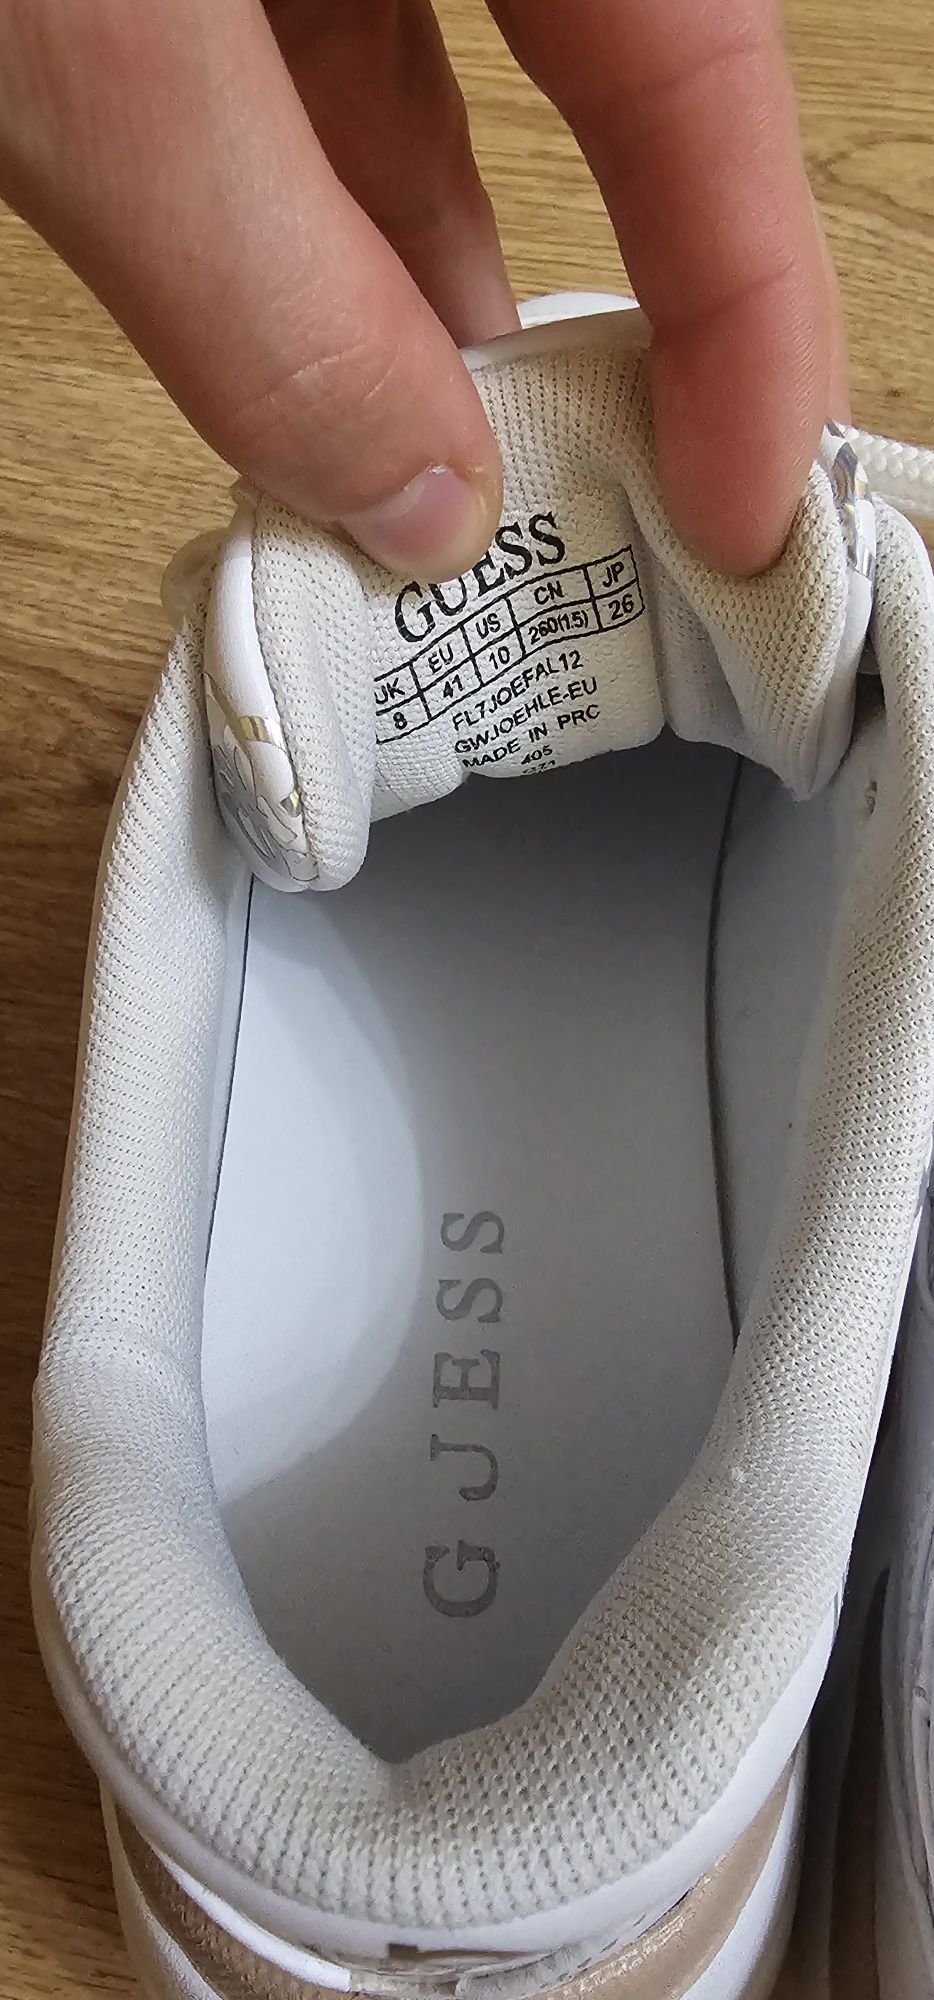 GUESS
UK EU US CN JP
8 41 10 260(1.5) 26
FL7JOEFAL12
GWJOEHLE-EU
MADE IN PRC
405
GUESS